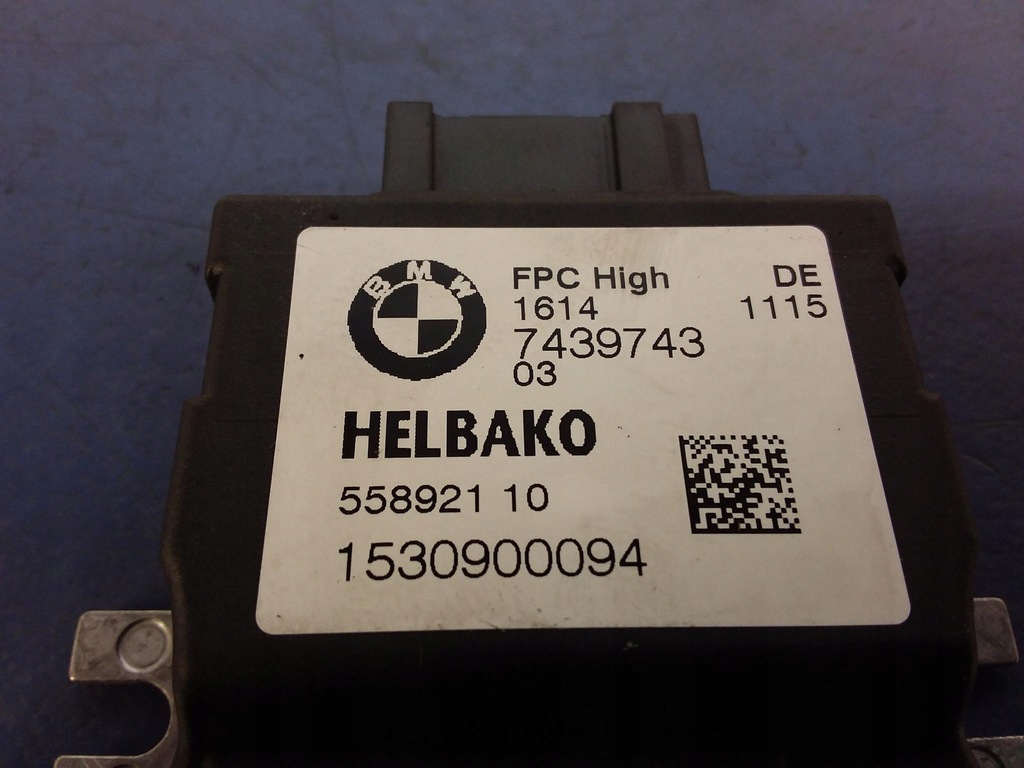 BMW
FPC High DE
1614 1115
7439743
03
HELBAKO
558921 10
1530900094